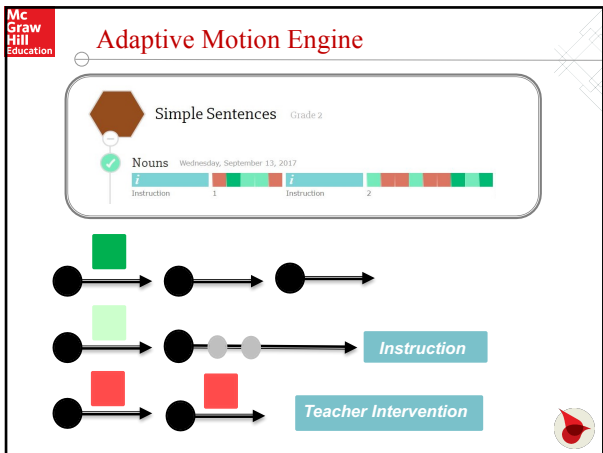 Mc
Graw
Hill
Education
Adaptive Motion Engine
Simple Sentences Grade 2
Nouns Wednesday, September 13, 2017
i i
Instruction 1 Instruction 2
Instruction
Teacher Intervention